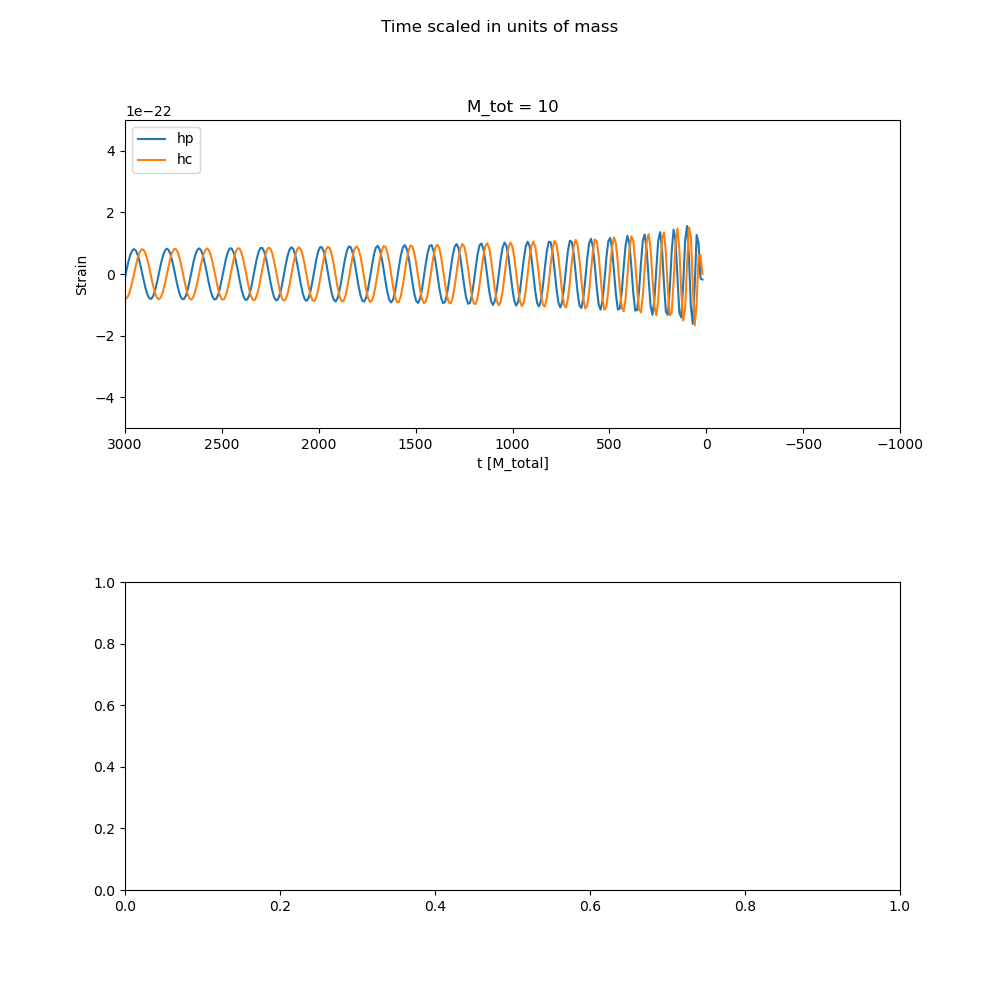 Time scaled in units of mass
M_tot = 10
1e−22
hp
hc
4
2
0
−2
−4
Strain
3000 2500 2000 1500 1000 500 0 −500 −1000
t [M_total]
1.0
0.8
0.6
0.4
0.2
0.0
0.0 0.2 0.4 0.6 0.8 1.0